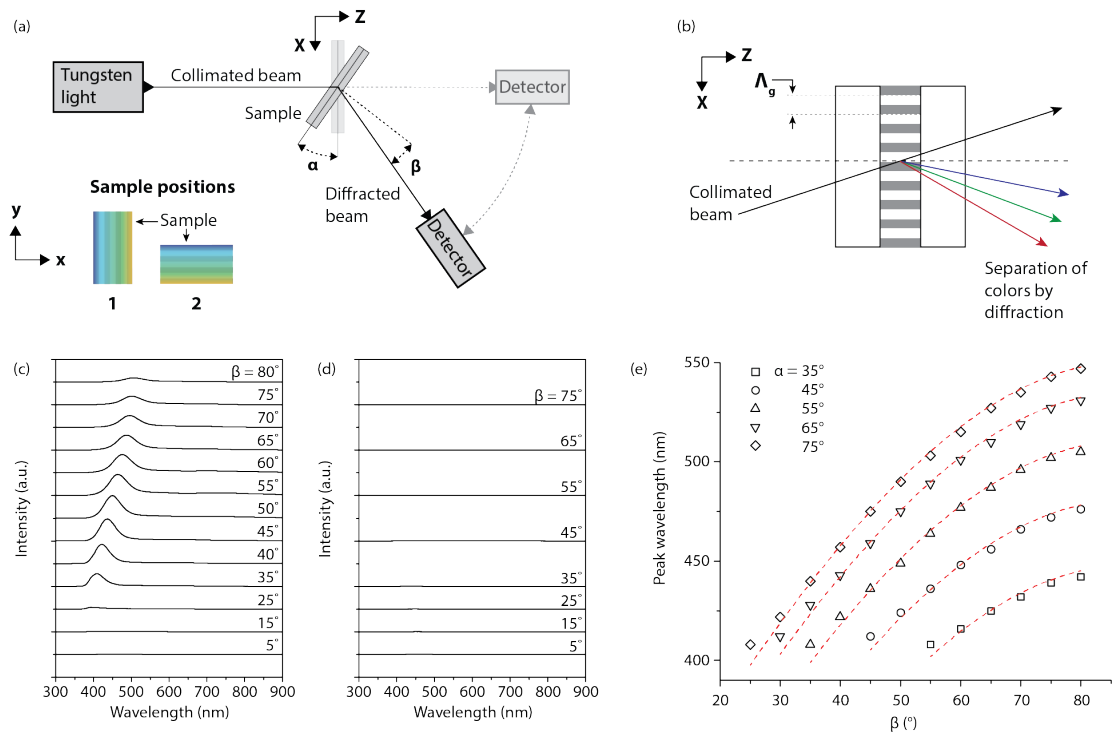 (a)
Z
X
Tungsten
light
Collimated beam
Sample
Detector
α
β
Diffracted
beam
Detector
Sample positions
y
x
Sample
1
2
(b)
Z
X
Λg
Collimated
beam
Separation of
colors by
diffraction
(c)
β = 80°
75°
70°
65°
60°
55°
50°
45°
40°
35°
25°
15°
5°
Intensity (a.u.)
300 400 500 600 700 800 900
Wavelength (nm)
(d)
β = 75°
65°
55°
45°
35°
25°
15°
5°
Intensity (a.u.)
300 400 500 600 700 800 900
Wavelength (nm)
(e)
α = 35°
45°
55°
65°
75°
550
500
450
400
Peak wavelength (nm)
20 30 40 50 60 70 80
β (°)